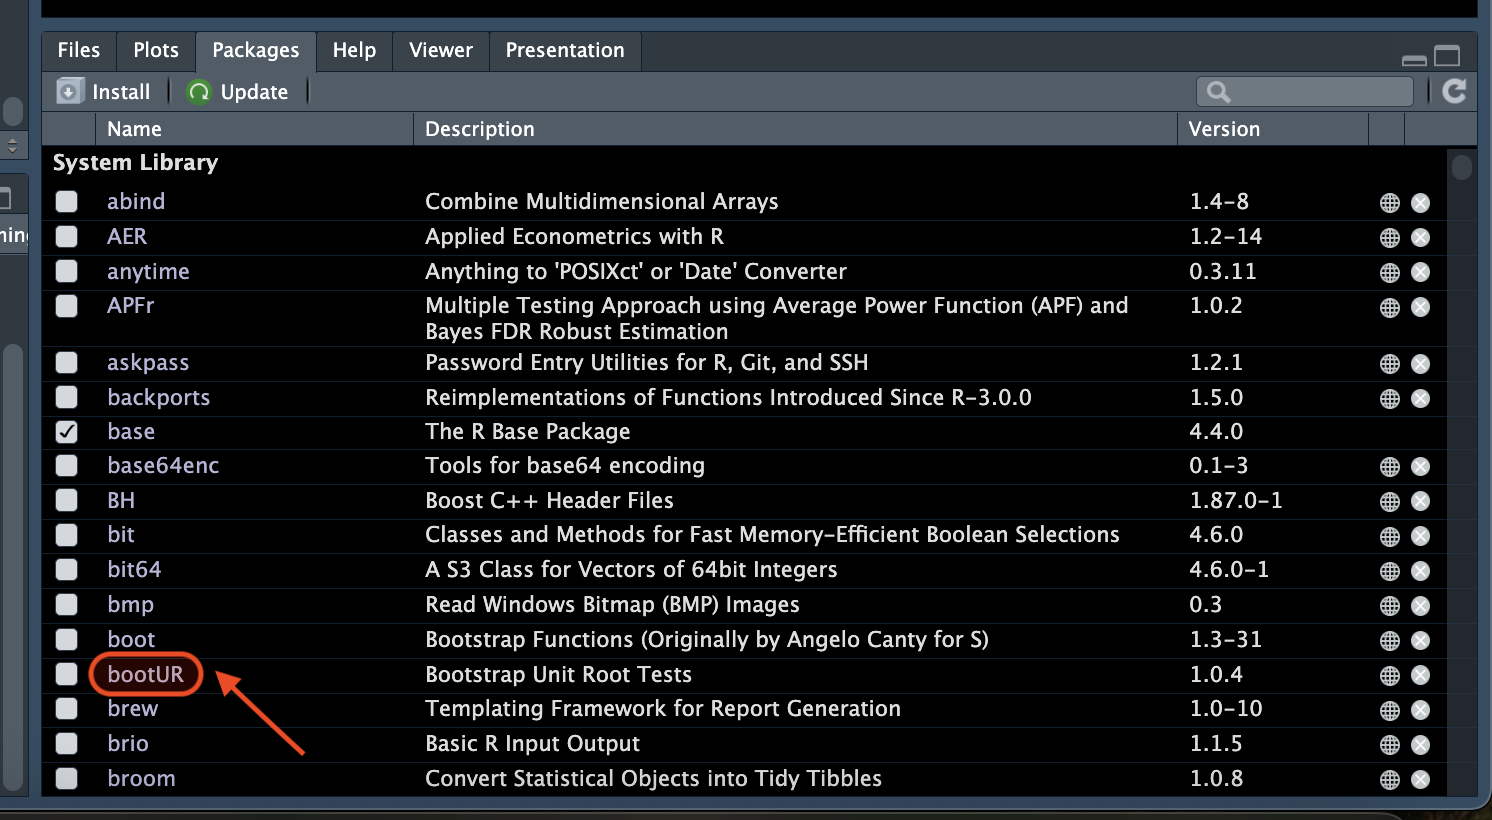 Files Plots Packages Help Viewer Presentation
Install Update
Name Description Version
System Library
abind Combine Multidimensional Arrays 1.4-8
AER Applied Econometrics with R 1.2-14
anytime Anything to 'POSIXct' or 'Date' Converter 0.3.11
APFr Multiple Testing Approach using Average Power Function (APF) and 1.0.2
Bayes FDR Robust Estimation
askpass Password Entry Utilities for R, Git, and SSH 1.2.1
backports Reimplementations of Functions Introduced Since R-3.0.0 1.5.0
base The R Base Package 4.4.0
base64enc Tools for base64 encoding 0.1-3
BH Boost C++ Header Files 1.87.0-1
bit Classes and Methods for Fast Memory-Efficient Boolean Selections 4.6.0
bit64 A S3 Class for Vectors of 64bit Integers 4.6.0-1
bmp Read Windows Bitmap (BMP) Images 0.3
boot Bootstrap Functions (Originally by Angelo Canty for S) 1.3-31
bootUR Bootstrap Unit Root Tests 1.0.4
brew Templating Framework for Report Generation 1.0-10
brio Basic R Input Output 1.1.5
broom Convert Statistical Objects into Tidy Tibbles 1.0.8